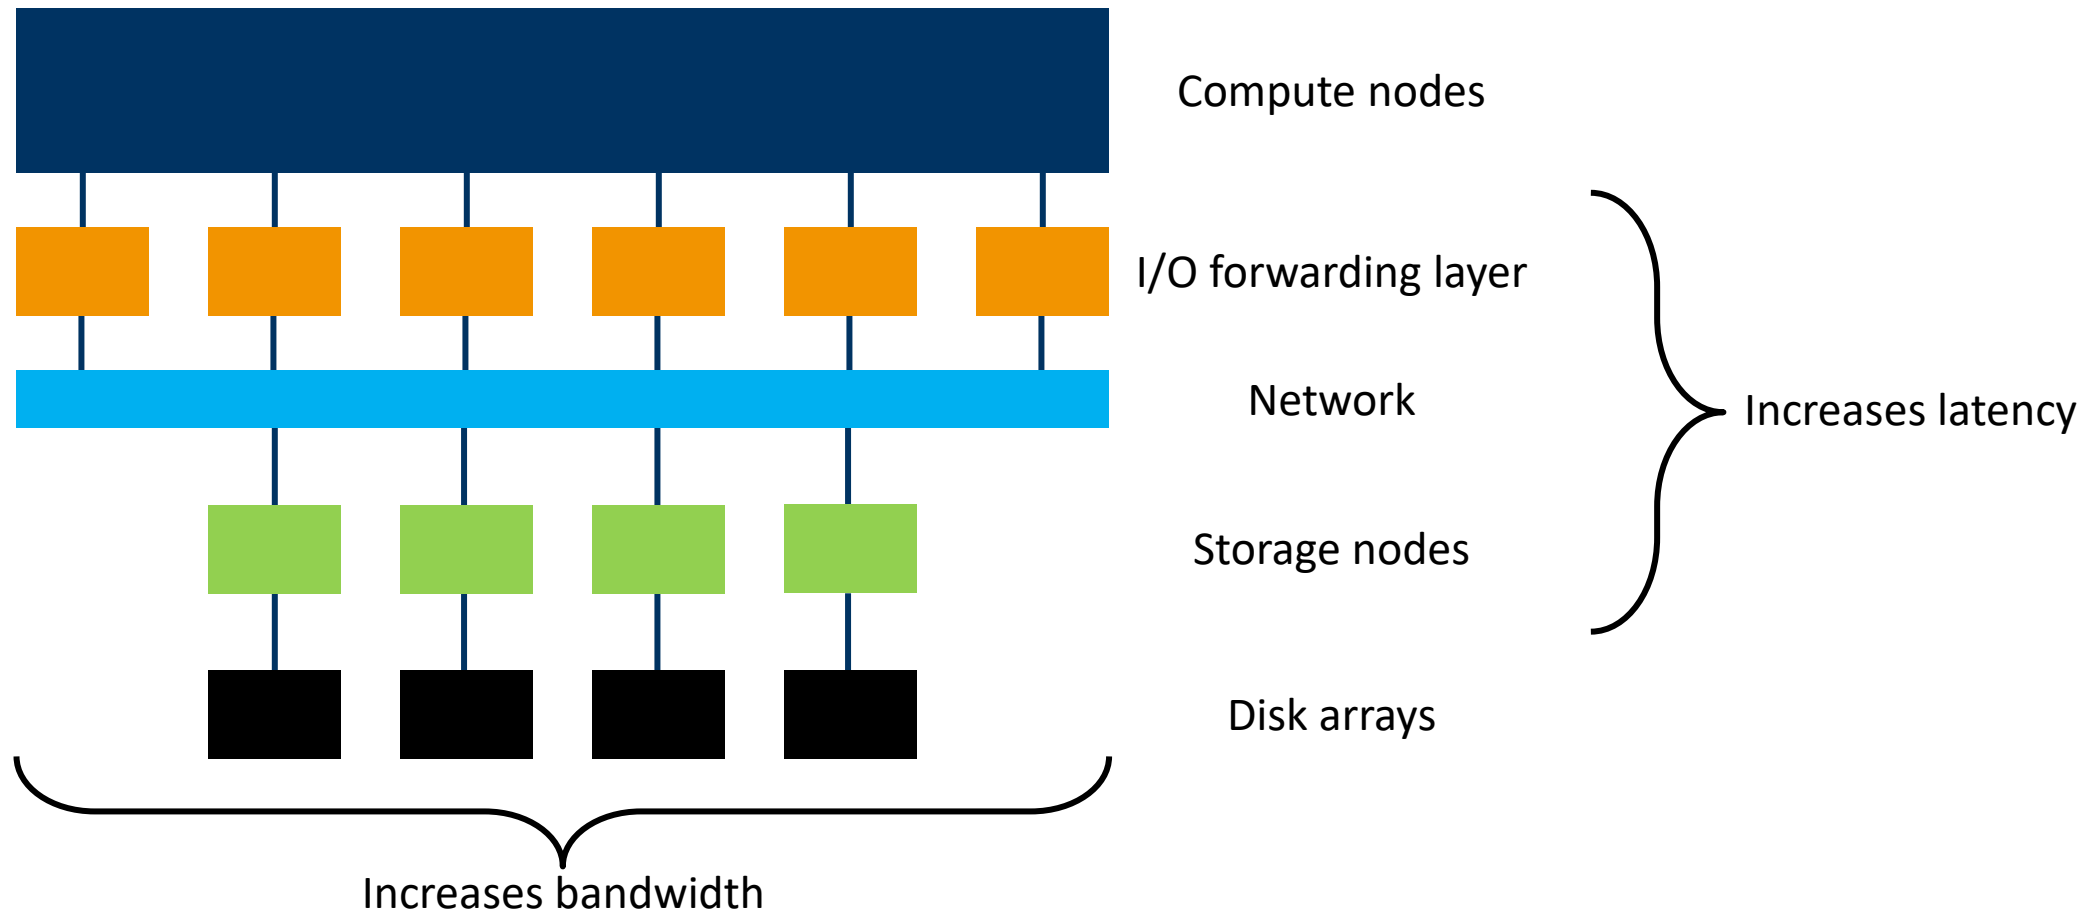 Compute nodes
I/O forwarding layer
Network
Increases latency
Storage nodes
Disk arrays
Increases bandwidth